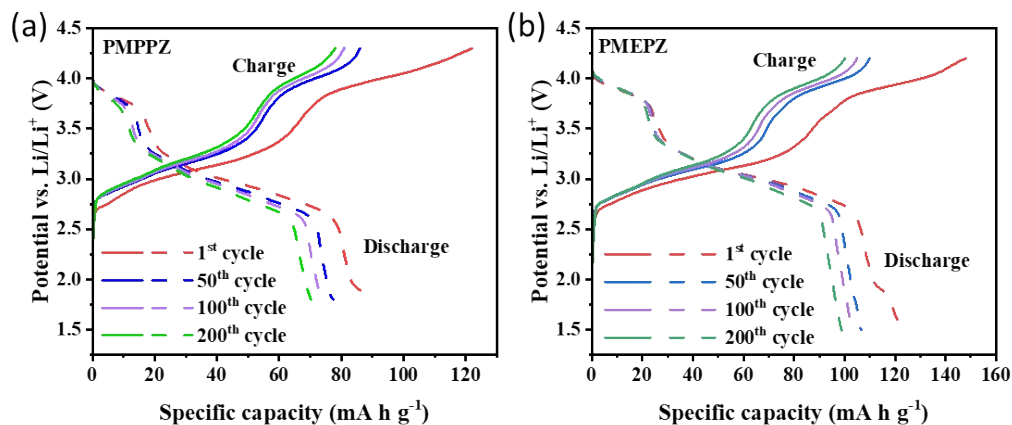 (a)
PMPPZ
Charge
Discharge
1st cycle
50th cycle
100th cycle
200th cycle
4.5
4.0
3.5
3.0
2.5
2.0
1.5
0 20 40 60 80 100 120
Potential vs. Li/Li+ (V)
Specific capacity (mA h g-1)
(b)
PMEPZ
Charge
Discharge
1st cycle
50th cycle
100th cycle
200th cycle
4.5
4.0
3.5
3.0
2.5
2.0
1.5
0 20 40 60 80 100 120 140 160
Potential vs. Li/Li+ (V)
Specific capacity (mA h g-1)